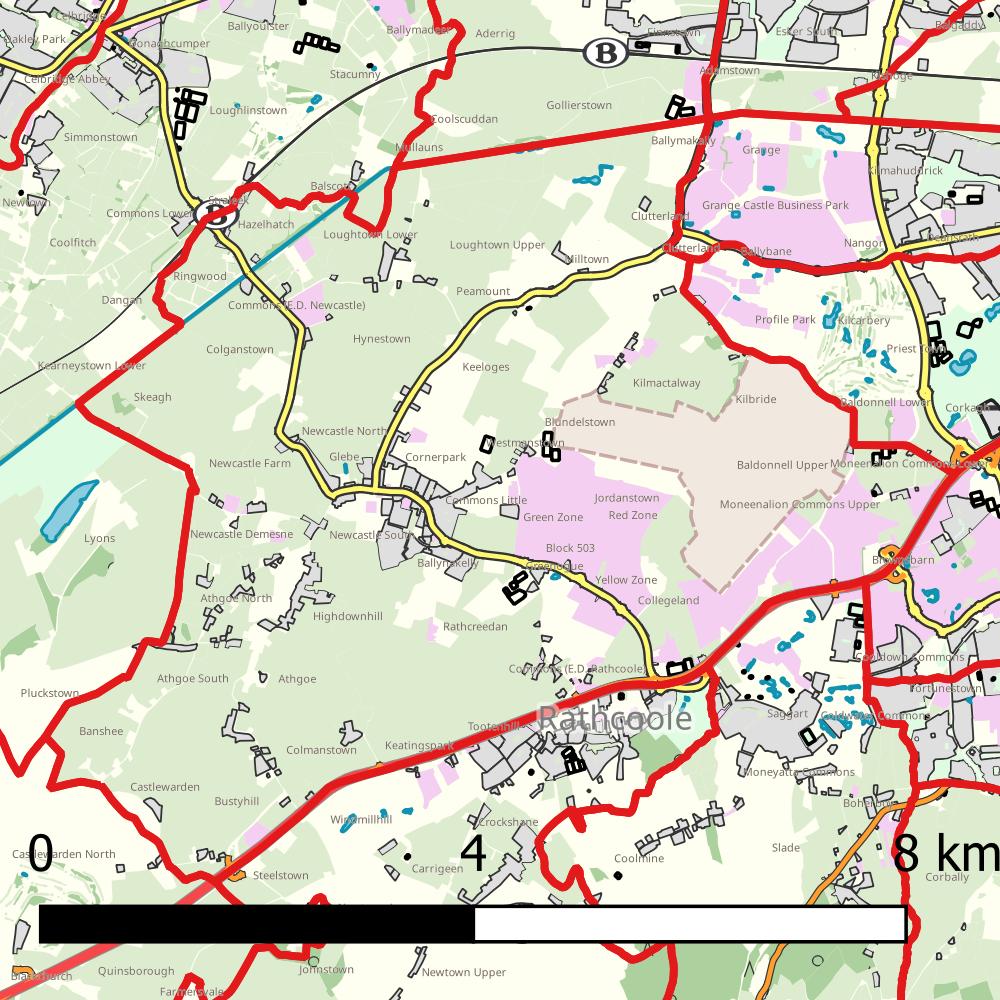 Celbridge
Oakley Park
Donaghcumper
Ballyoulster
Ballymadeer
Aderrig
Finnstown
Esker South
Balgaddy
B
Celbridge Abbey
Stacumny
Adamstown
Kishoge
Loughlinstown
Gollierstown
Coolscuddan
Simmonstown
Mullauns
Ballymakaily
Grange
Kilmahuddrick
Newtown
Balscott
Straleek
B
Commons Lower
Hazelhatch
Grange Castle Business Park
Clutterland
Coolfitch
Loughtown Lower
Loughtown Upper
Clutterland
Ballybane
Nangor
Deansrath
Milltown
Ringwood
Dangan
Commons (E.D. Newcastle)
Peamount
Profile Park
Kilcarbery
Colganstown
Hynestown
Priest Town
Kearneystown Lower
Keeloges
Skeagh
Kilmactalway
Kilbride
Baldonnell Lower
Corkagh
Newcastle North
Blundelstown
Westmanstown
Newcastle Farm
Glebe
Cornerpark
Baldonnell Upper
Moneenalion Commons Lower
Commons Little
Jordanstown
Moneenalion Commons Upper
Green Zone
Red Zone
Lyons
Newcastle Demesne
Newcastle South
Block 503
Ballynakelly
Greenogue
Brownsbarn
Yellow Zone
Athgoe North
Collegeland
Highdownhill
Rathcreedan
Cooldown Commons
Commons (E.D. Rathcoole)
Athgoe South
Athgoe
Pluckstown
Fortunestown
Rathcoole
Saggart
Coldwater Commons
Banshee
Tootenhill
Colmanstown
Keatingspark
Castlewarden
Moneyatta Commons
Bustyhill
Boherboy
Windmillhill
Crockshane
Castlewarden North
0
4
8 km
Coolmine
Slade
Carrigeen
Steelstown
Corbally
Blackchurch
Quinsborough
Johnstown
Newtown Upper
Farmersvale